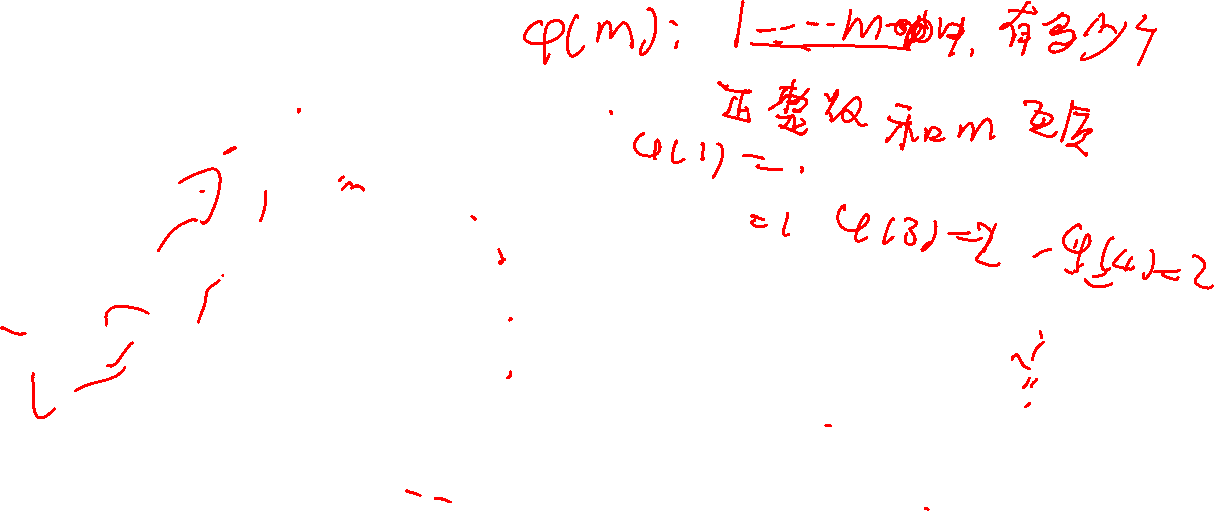 φ(m): 1 --- m 中, 有多少个
正整数和m互质
φ(1) =
=1 φ(3)=2 φ(4)=2